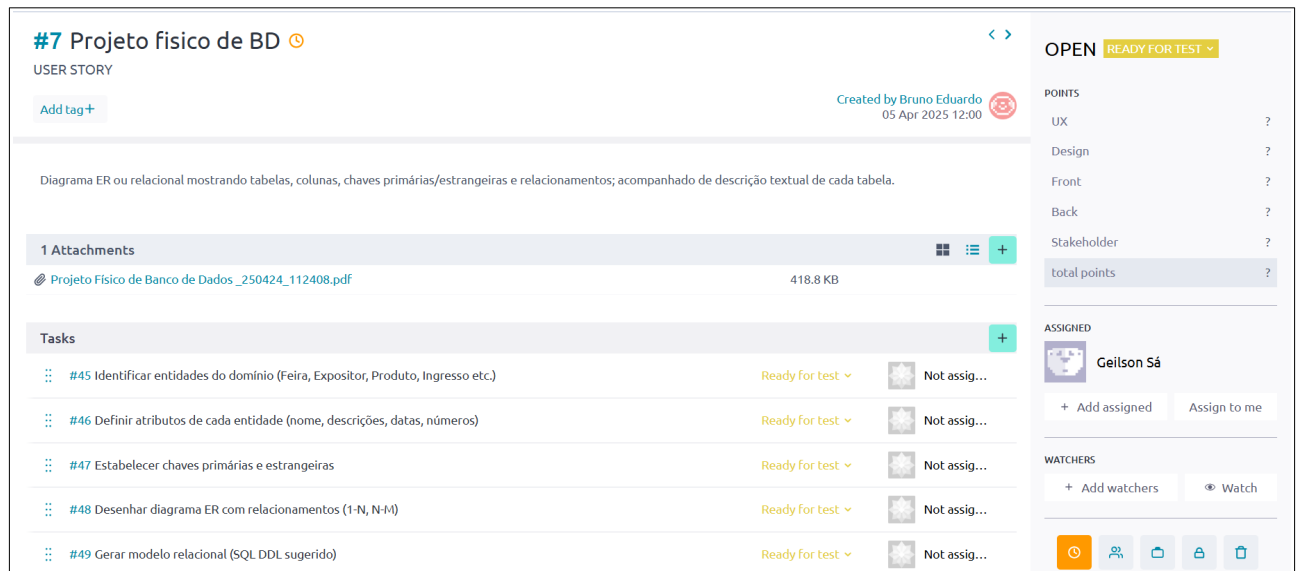 #7 Projeto fisico de BD
USER STORY
Add tag+
Created by Bruno Eduardo
05 Apr 2025 12:00
Diagrama ER ou relacional mostrando tabelas, colunas, chaves primárias/estrangeiras e relacionamentos; acompanhado de descrição textual de cada tabela.
1 Attachments
+
Projeto Físico de Banco de Dados _250424_112408.pdf 418.8 KB
Tasks +
#45 Identificar entidades do domínio (Feira, Expositor, Produto, Ingresso etc.) Ready for test Not assig...
#46 Definir atributos de cada entidade (nome, descrições, datas, números) Ready for test Not assig...
#47 Estabelecer chaves primárias e estrangeiras Ready for test Not assig...
#48 Desenhar diagrama ER com relacionamentos (1-N, N-M) Ready for test Not assig...
#49 Gerar modelo relacional (SQL DDL sugerido) Ready for test Not assig...
OPEN READY FOR TEST
POINTS
UX ?
Design ?
Front ?
Back ?
Stakeholder ?
total points ?
ASSIGNED
Geilson Sá
+ Add assigned Assign to me
WATCHERS
+ Add watchers Watch